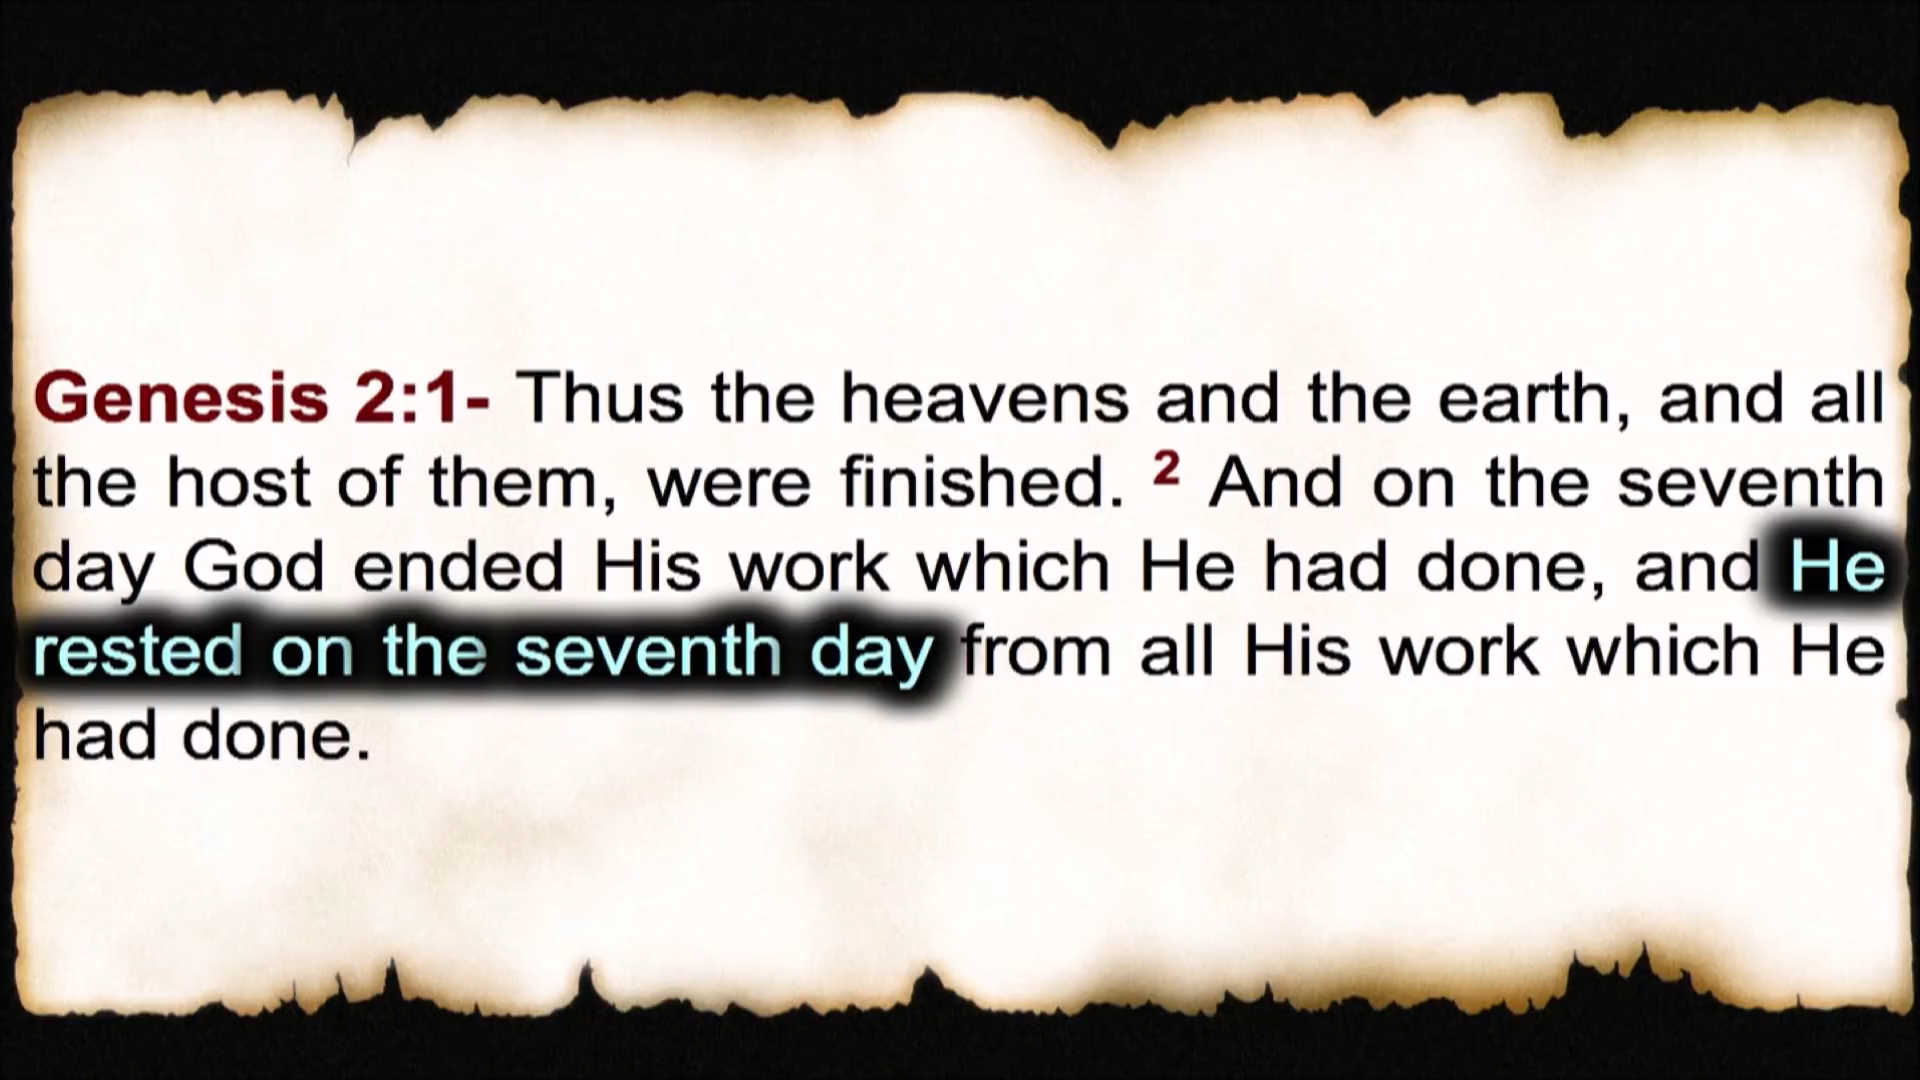 Genesis 2:1- Thus the heavens and the earth, and all
the host of them, were finished. 2 And on the seventh
day God ended His work which He had done, and He
rested on the seventh day from all His work which He
had done.